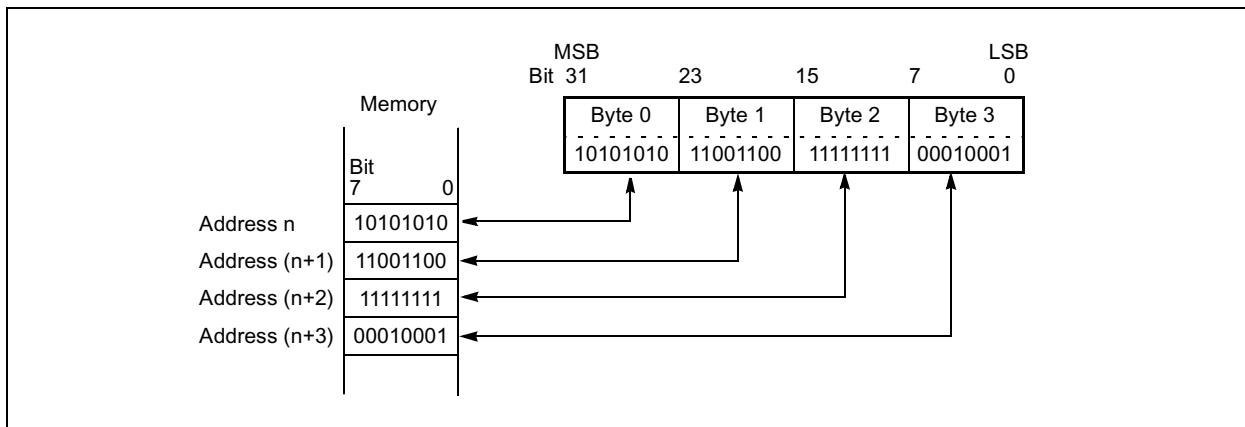 MSB LSB
Bit 31 23 15 7 0
Memory
Byte 0 Byte 1 Byte 2 Byte 3
10101010 11001100 11111111 00010001
Bit
7 0
Address n 10101010
Address (n+1) 11001100
Address (n+2) 11111111
Address (n+3) 00010001